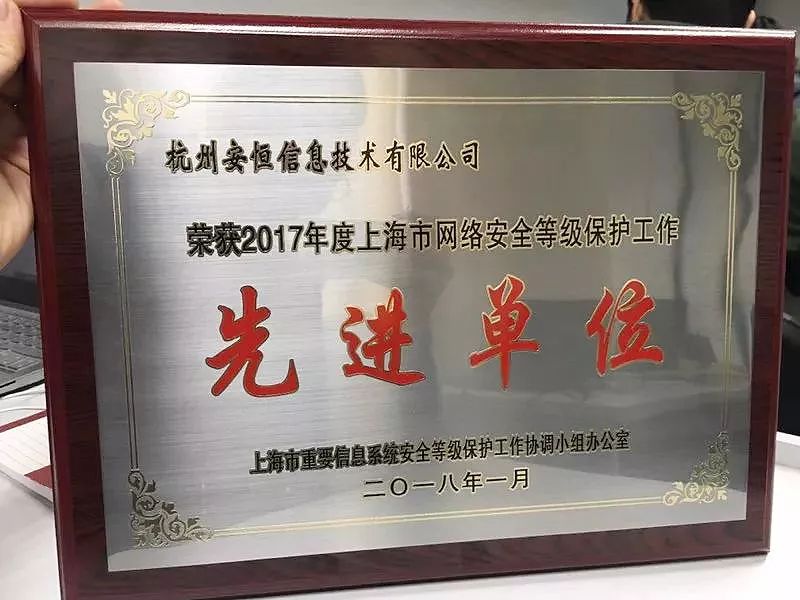 杭州安恒信息技术有限公司
荣获2017年度上海市网络安全等级保护工作
先进单位
上海市重要信息系统安全等级保护工作协调小组办公室
二〇一八年一月